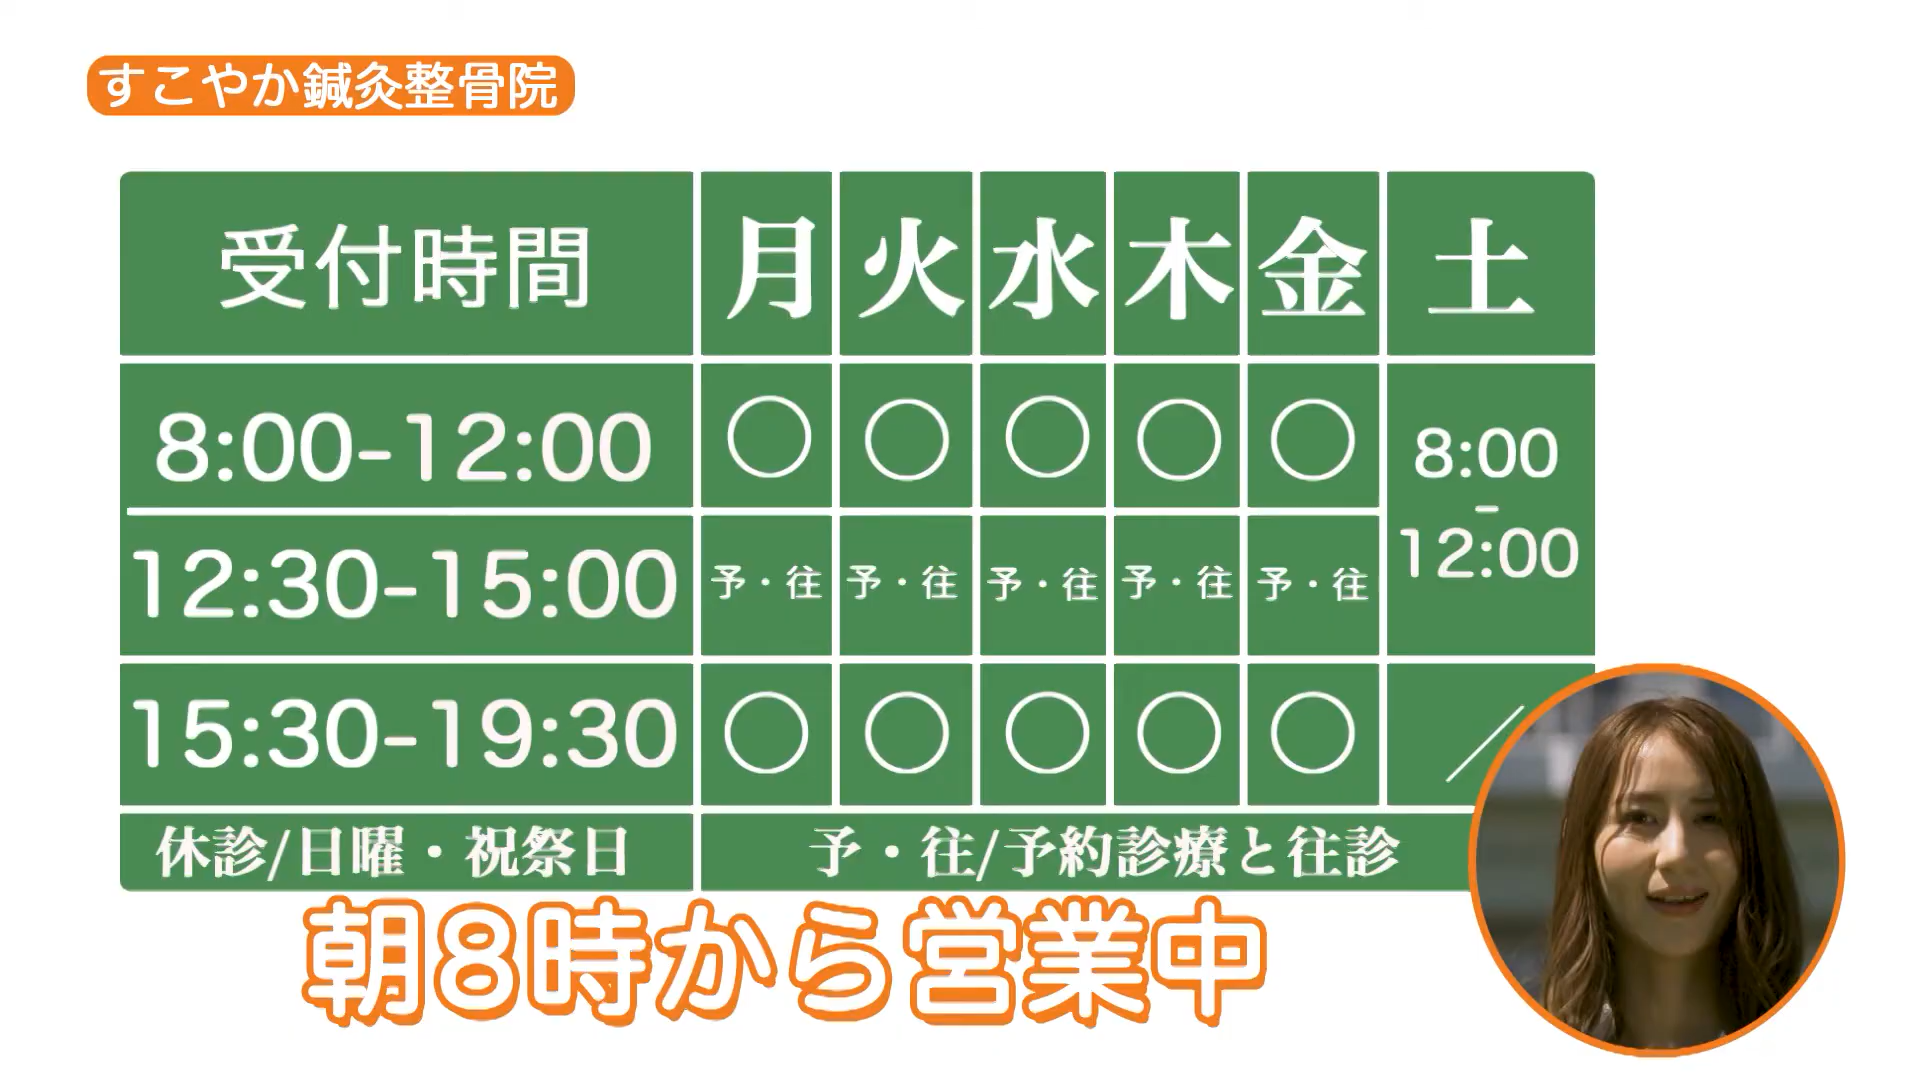 すこやか鍼灸整骨院
受付時間 月 火 水 木 金 土
8:00-12:00 ○ ○ ○ ○ ○ 8:00-12:00
12:30-15:00 予・往 予・往 予・往 予・往 予・往
15:30-19:30 ○ ○ ○ ○ ○ ／
休診/日曜・祝祭日 予・往/予約診療と往診
朝8時から営業中